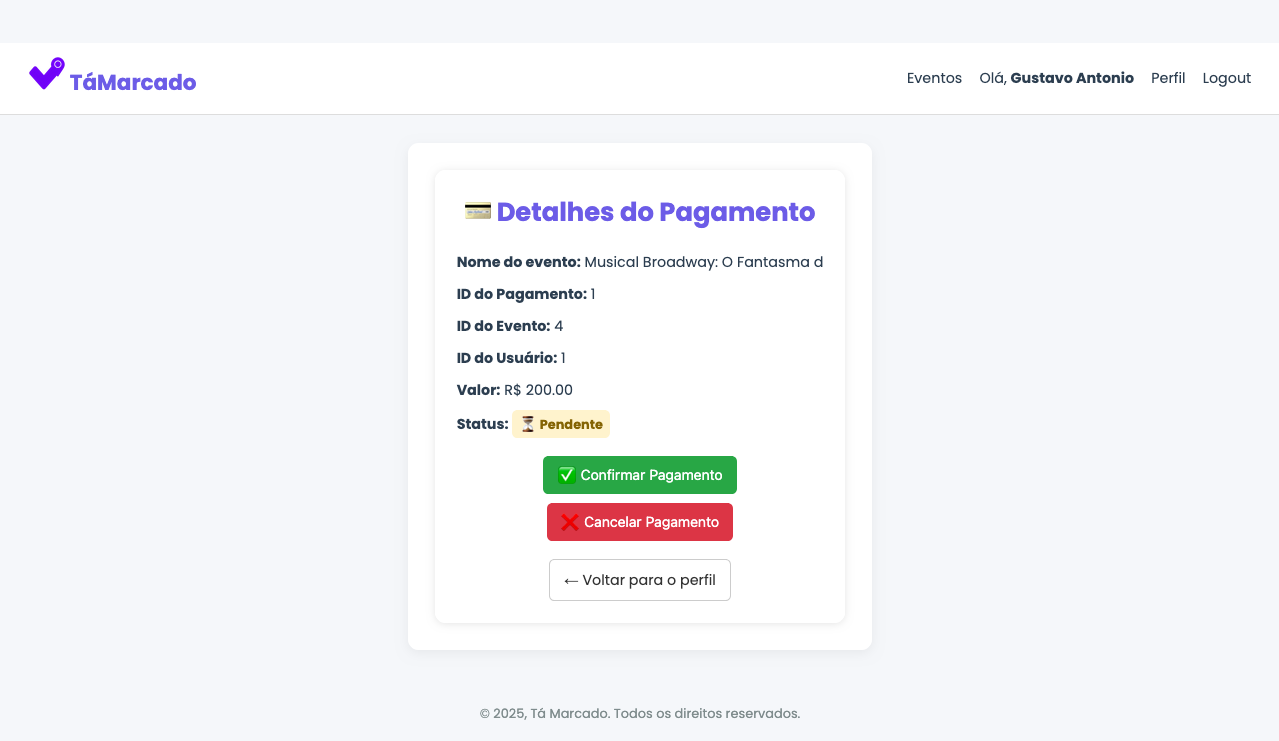 TáMarcado
Eventos Olá, Gustavo Antonio Perfil Logout
Detalhes do Pagamento
Nome do evento: Musical Broadway: O Fantasma d
ID do Pagamento: 1
ID do Evento: 4
ID do Usuário: 1
Valor: R$ 200.00
Status: ⏳ Pendente
✅ Confirmar Pagamento
❌ Cancelar Pagamento
← Voltar para o perfil
© 2025, Tá Marcado. Todos os direitos reservados.